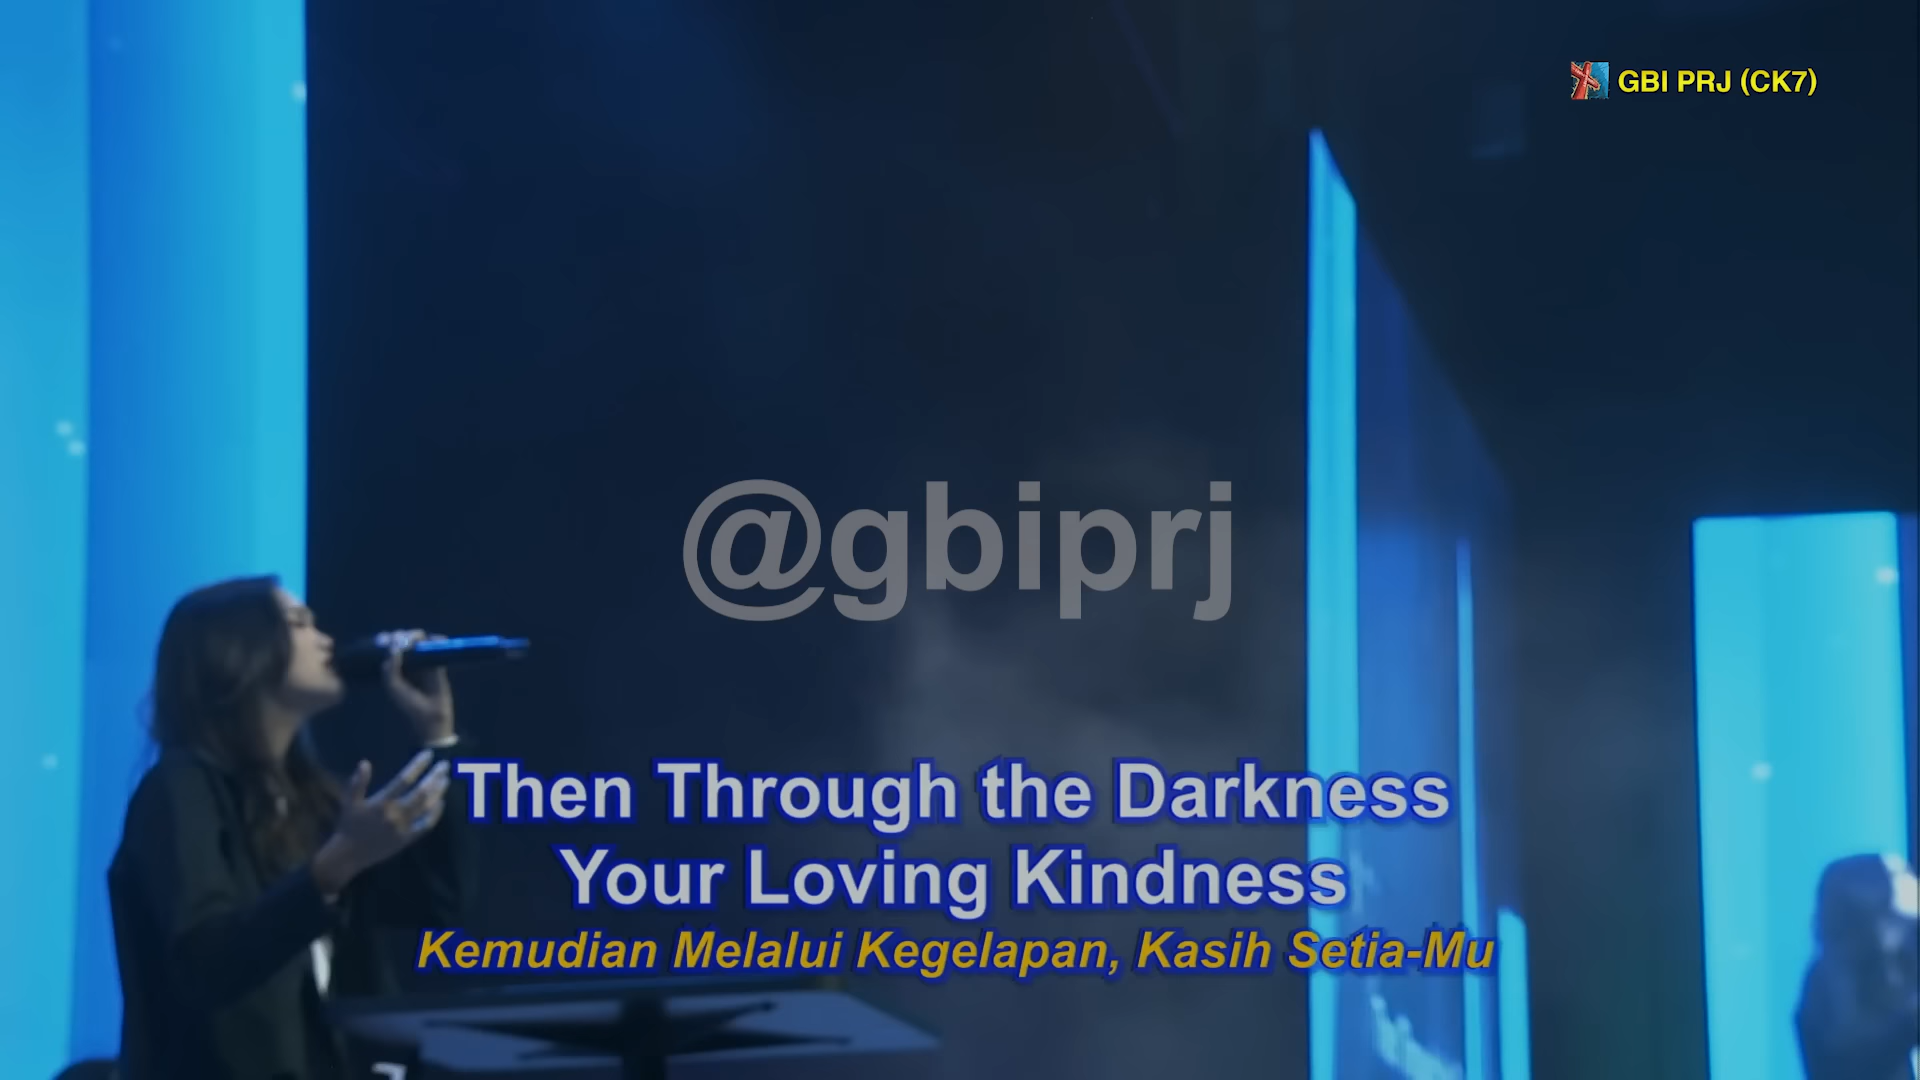 GBI PRJ (CK7)
@gbiprj
Then Through the Darkness
Your Loving Kindness
Kemudian Melalui Kegelapan, Kasih Setia-Mu